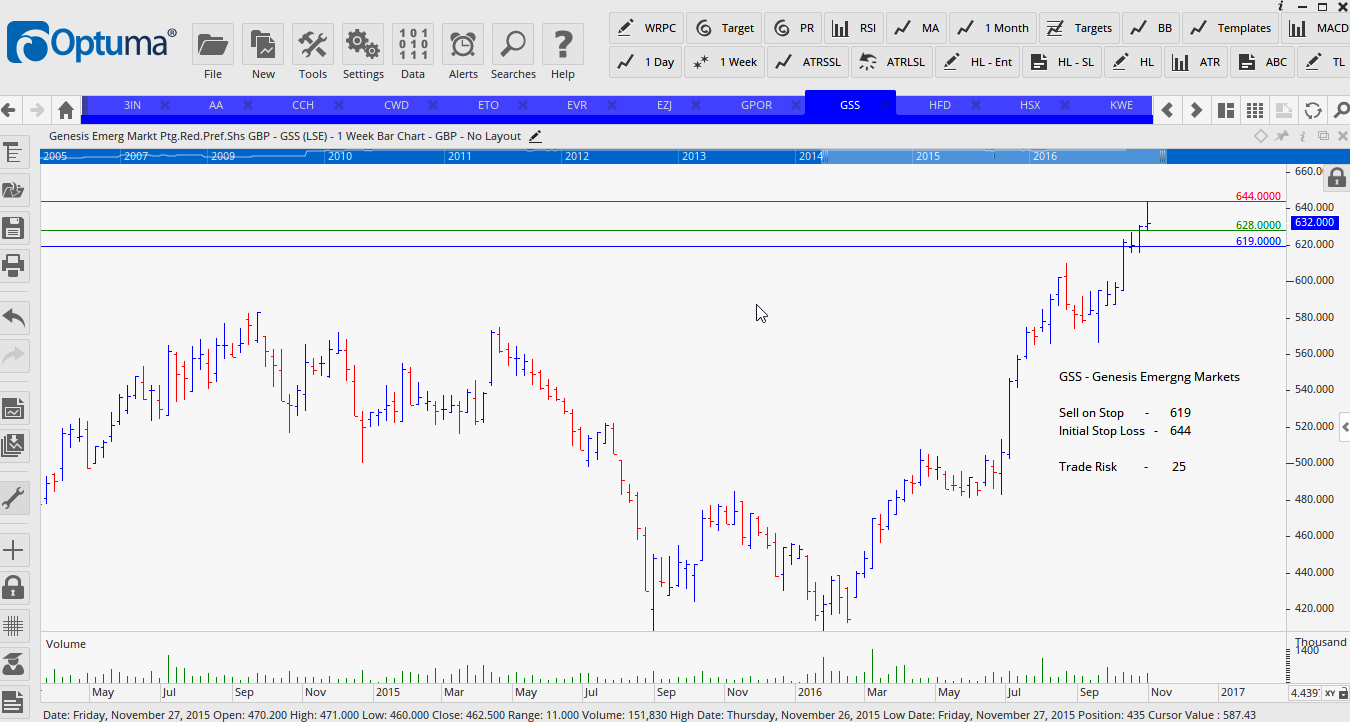 i
Optuma®
File New Tools Settings Data Alerts Searches Help
WRPC Target PR RSI MA 1 Month Targets BB Templates MACD
1 Day 1 Week ATRSSL ATRLSL HL - Ent HL - SL HL ATR ABC TL
3IN AA CCH CWD ETO EVR EZJ GPOR GSS HFD HSX KWE
Genesis Emerg Markt Ptg.Red.Pref.Shs GBP - GSS (LSE) - 1 Week Bar Chart - GBP - No Layout
2005 2007 2009 2010 2011 2012 2013 2014 2015 2016
660.0
644.0000
640.000
628.0000
632.000
619.0000
620.000
600.000
580.000
560.000
GSS - Genesis Emergng Markets
540.000
Sell on Stop - 619
Initial Stop Loss - 644
520.000
Trade Risk - 25
500.000
480.000
460.000
440.000
420.000
Volume
Thousand
1400
May Jul Sep Nov 2015 Mar May Jul Sep Nov 2016 Mar May Jul Sep Nov 2017
4.439 XY
Date: Friday, November 27, 2015 Open: 470.200 High: 471.000 Low: 460.000 Close: 462.500 Range: 11.000 Volume: 151,830 High Date: Thursday, November 26, 2015 Low Date: Friday, November 27, 2015 Position: 435 Cursor Value : 587.43